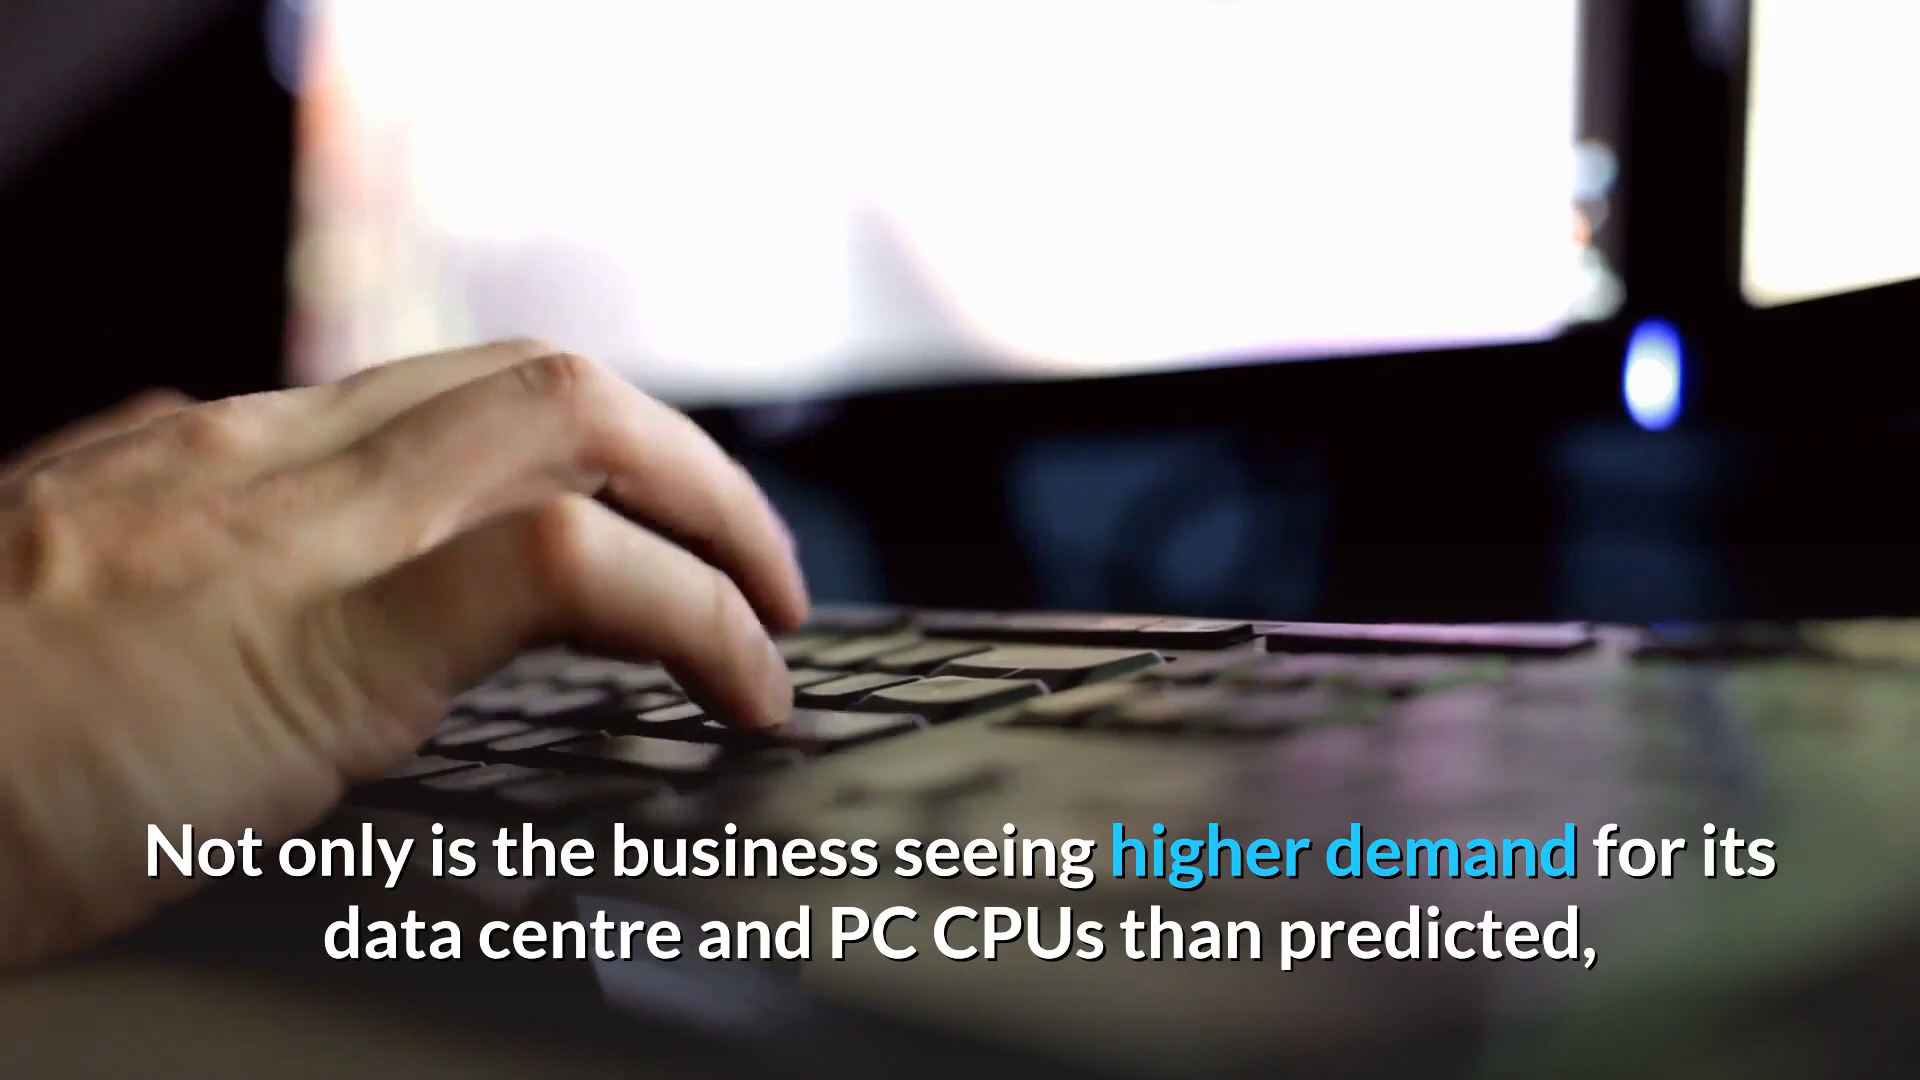 Not only is the business seeing higher demand for its
data centre and PC CPUs than predicted,